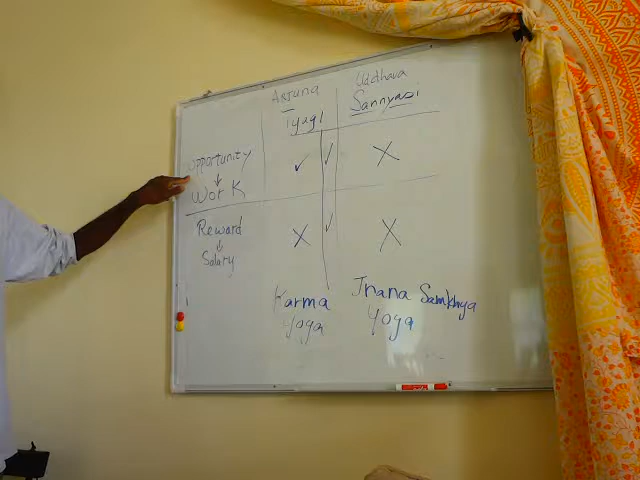 Arjuna
Uddhava
Sannyasi
Tyagi
Opportunity
Work
Reward
Salary
Karma
Yoga
Jnana Samkhya
Yoga